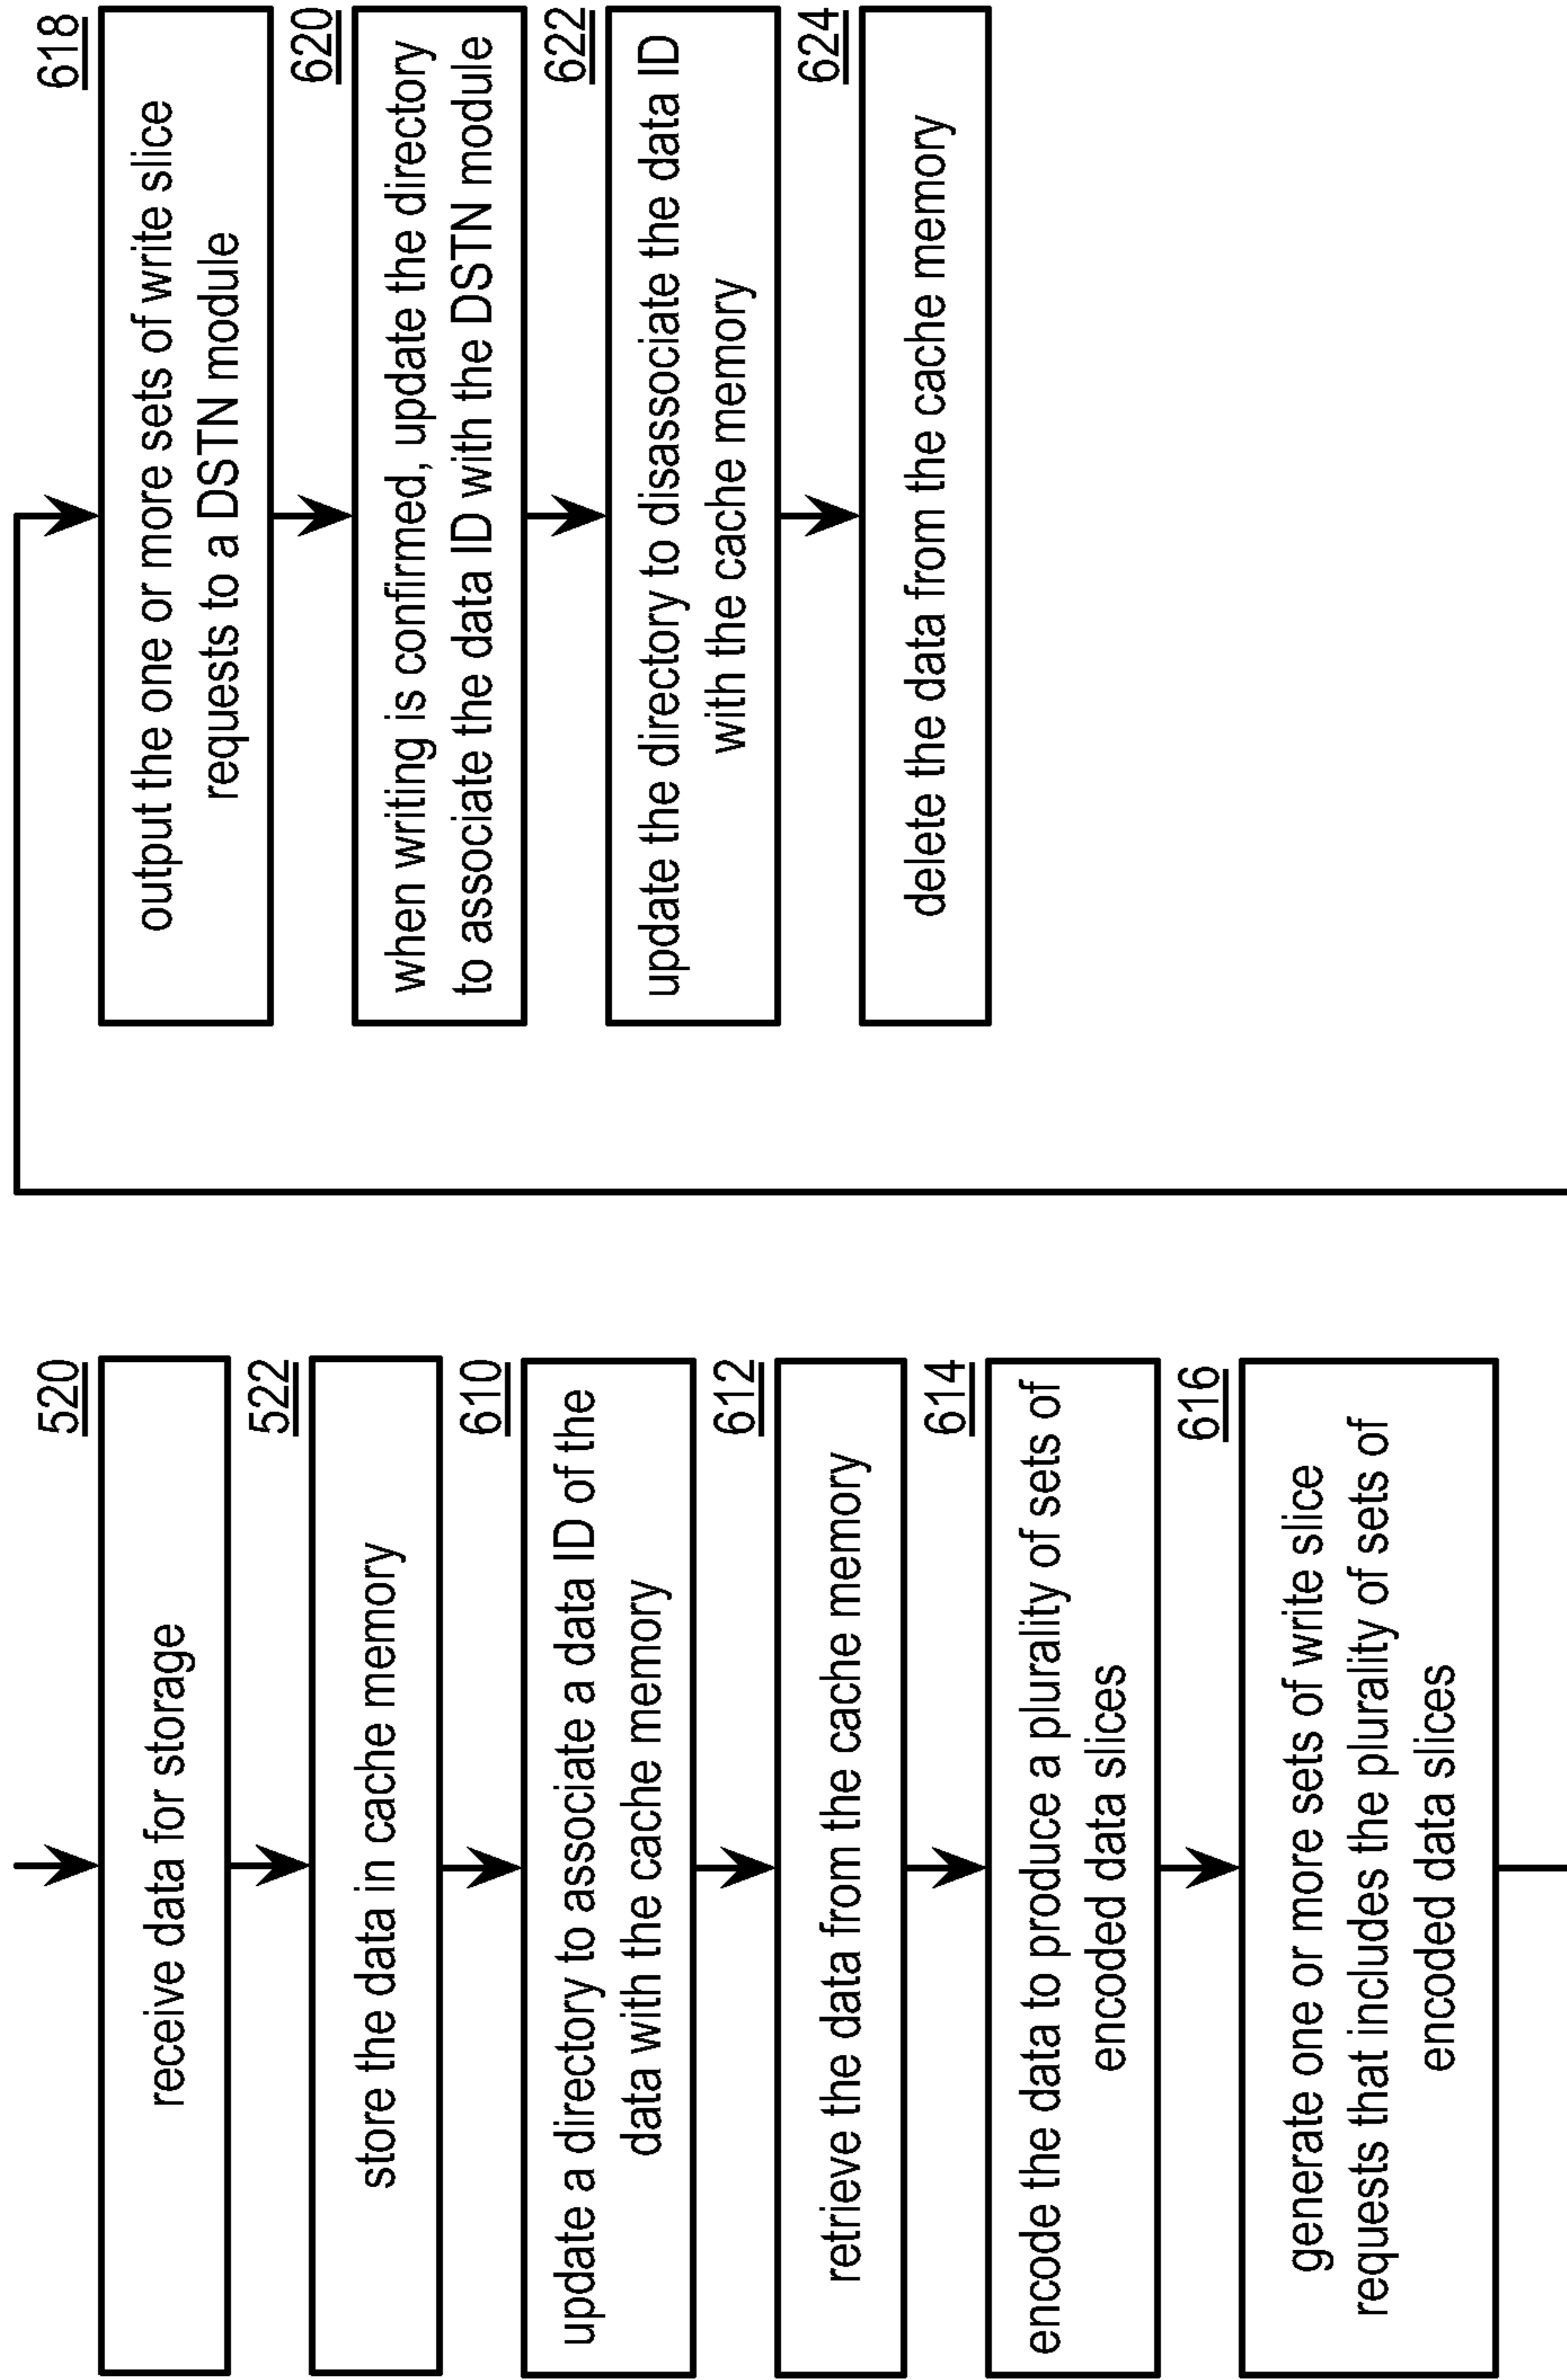 520
receive data for storage
522
store the data in cache memory
610
update a directory to associate a data ID of the
data with the cache memory
612
retrieve the data from the cache memory
614
encode the data to produce a plurality of sets of
encoded data slices
616
generate one or more sets of write slice
requests that includes the plurality of sets of
encoded data slices
618
output the one or more sets of write slice
requests to a DSTN module
620
when writing is confirmed, update the directory
to associate the data ID with the DSTN module
622
update the directory to disassociate the data ID
with the cache memory
624
delete the data from the cache memory